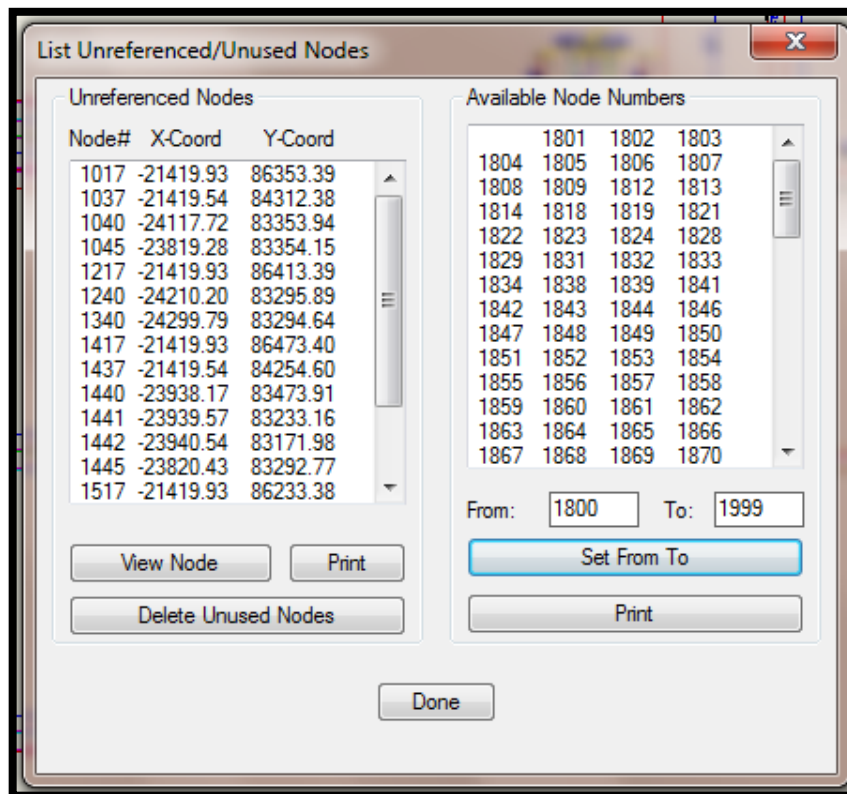 List Unreferenced/Unused Nodes
Unreferenced Nodes
Node# X-Coord Y-Coord
1017 -21419.93 86353.39
1037 -21419.54 84312.38
1040 -24117.72 83353.94
1045 -23819.28 83354.15
1217 -21419.93 86413.39
1240 -24210.20 83295.89
1340 -24299.79 83294.64
1417 -21419.93 86473.40
1437 -21419.54 84254.60
1440 -23938.17 83473.91
1441 -23939.57 83233.16
1442 -23940.54 83171.98
1445 -23820.43 83292.77
1517 -21419.93 86233.38
View Node
Print
Delete Unused Nodes
Available Node Numbers
1801 1802 1803
1804 1805 1806 1807
1808 1809 1812 1813
1814 1818 1819 1821
1822 1823 1824 1828
1829 1831 1832 1833
1834 1838 1839 1841
1842 1843 1844 1846
1847 1848 1849 1850
1851 1852 1853 1854
1855 1856 1857 1858
1859 1860 1861 1862
1863 1864 1865 1866
1867 1868 1869 1870
From: 1800 To: 1999
Set From To
Print
Done